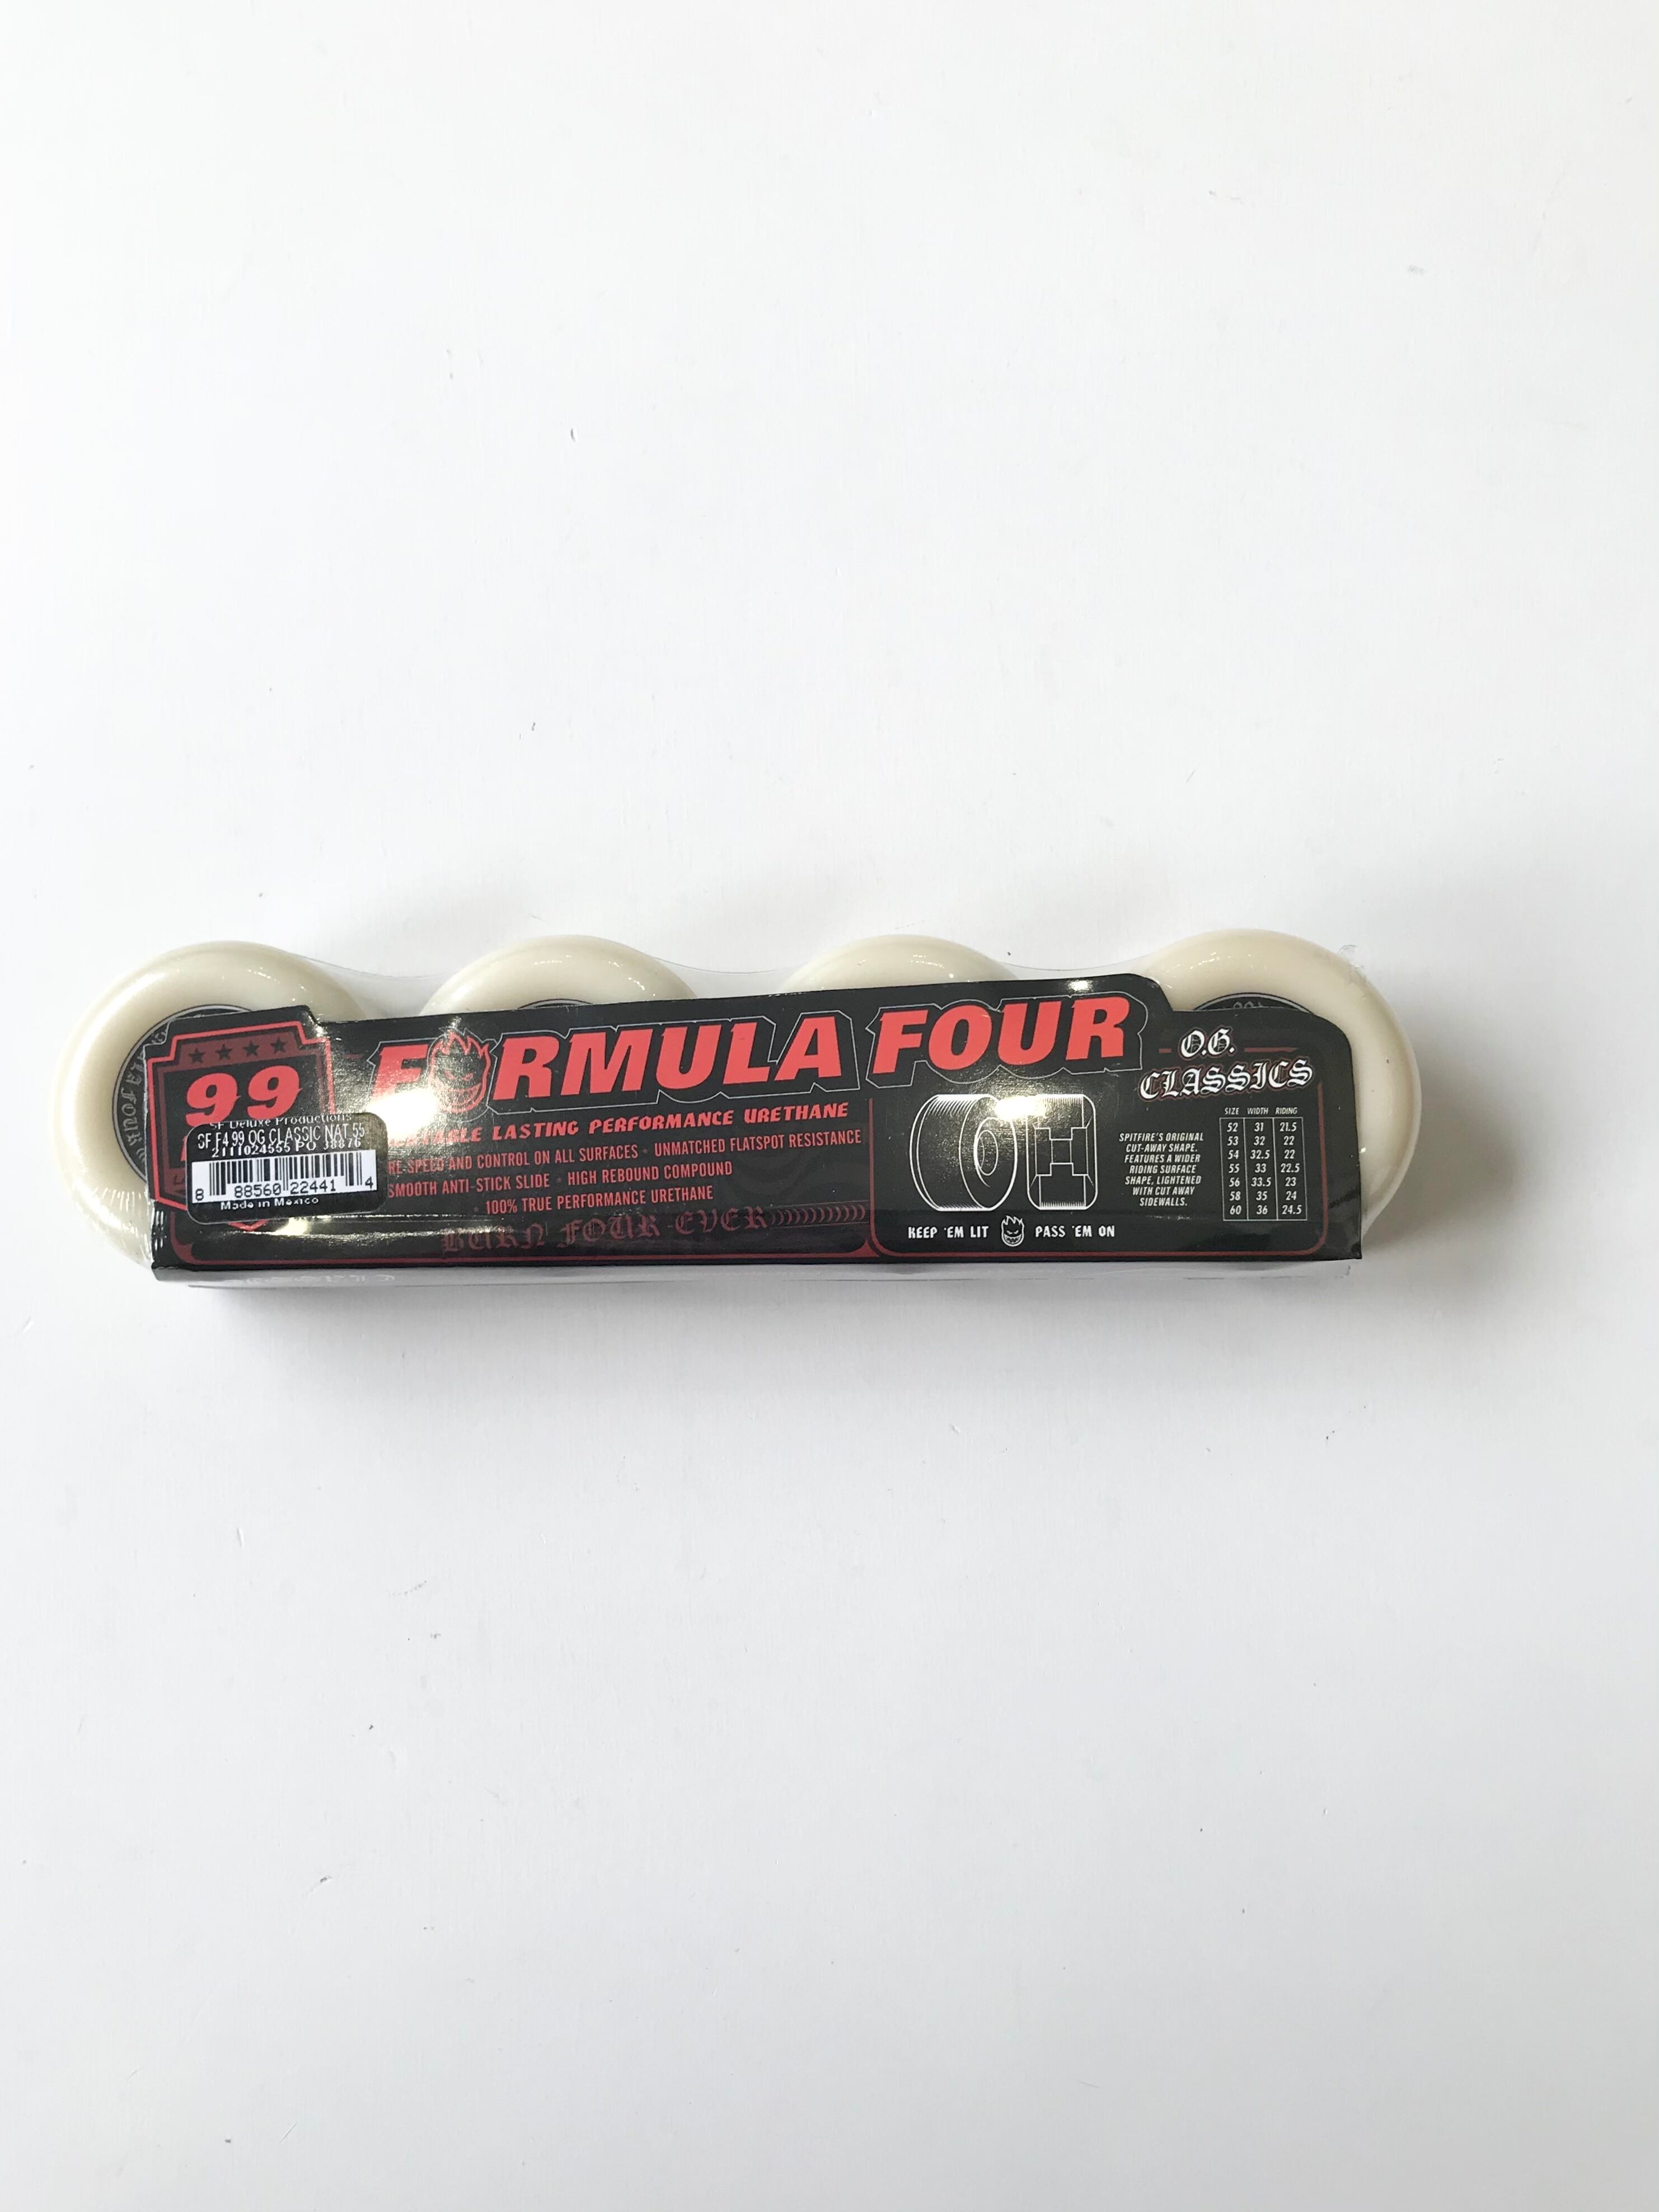 99
SF Deluxe Productions
SF F4 99 OG CLASSIC NAT 55
2111024555 PO 38876
8 88560 22441 4
Made in Mexico
FORMULA FOUR
LASTING PERFORMANCE URETHANE
SPEED AND CONTROL ON ALL SURFACES • UNMATCHED FLATSPOT RESISTANCE
SMOOTH ANTI-STICK SLIDE • HIGH REBOUND COMPOUND
100% TRUE PERFORMANCE URETHANE
BURN FOUR-EVER
KEEP 'EM LIT PASS 'EM ON
O.G.
CLASSICS
SPITFIRE'S ORIGINAL
CUT-AWAY SHAPE.
FEATURES A WIDER
RIDING SURFACE
SHAPE, LIGHTENED
WITH CUT AWAY
SIDEWALLS.
SIZE WIDTH RIDING
52 31 21.5
53 32 22
54 32.5 22
55 33 22.5
56 33.5 23
58 35 24
60 36 24.5